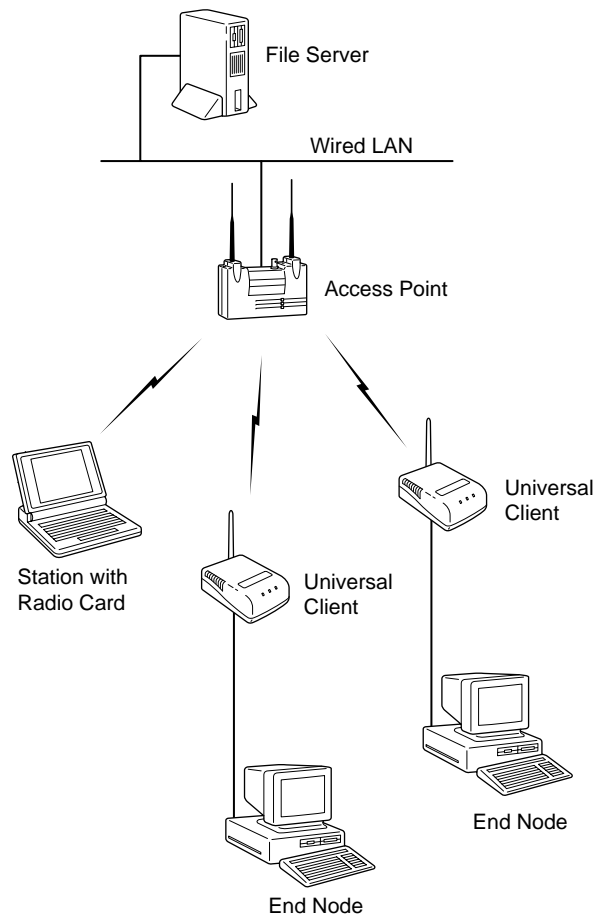 File Server
Wired LAN
Access Point
Universal
Client
Station with
Radio Card
Universal
Client
End Node
End Node